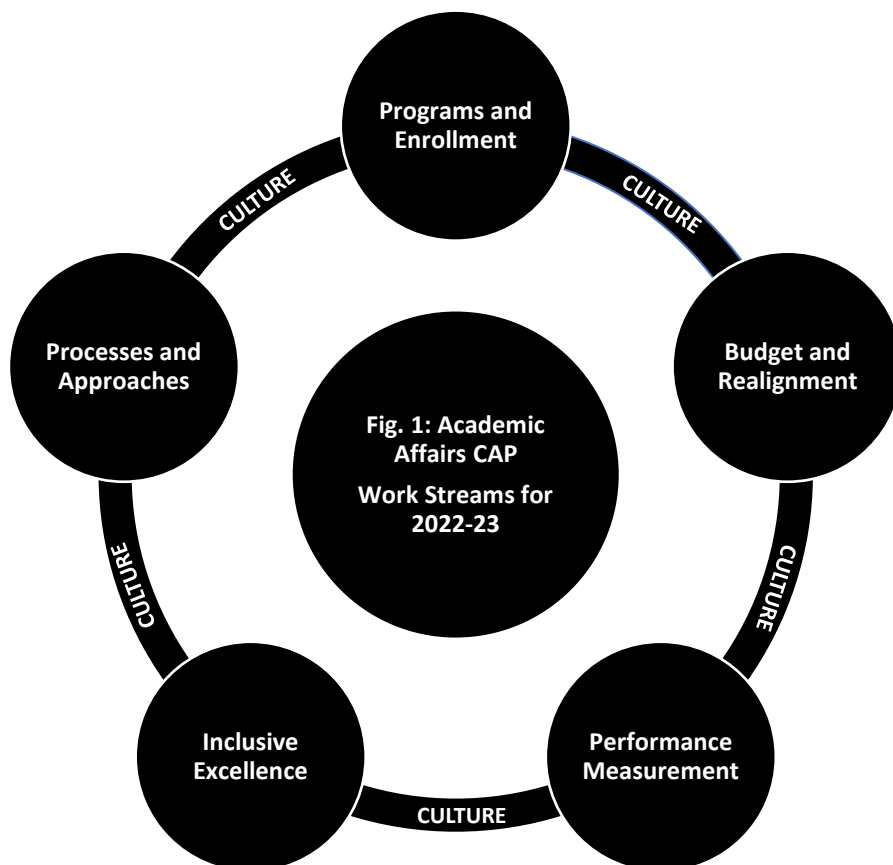 Programs and
Enrollment
CULTURE
CULTURE
Processes and
Approaches
Budget and
Realignment
Fig. 1: Academic
Affairs CAP
Work Streams for
2022-23
CULTURE
CULTURE
Inclusive
Excellence
Performance
Measurement
CULTURE